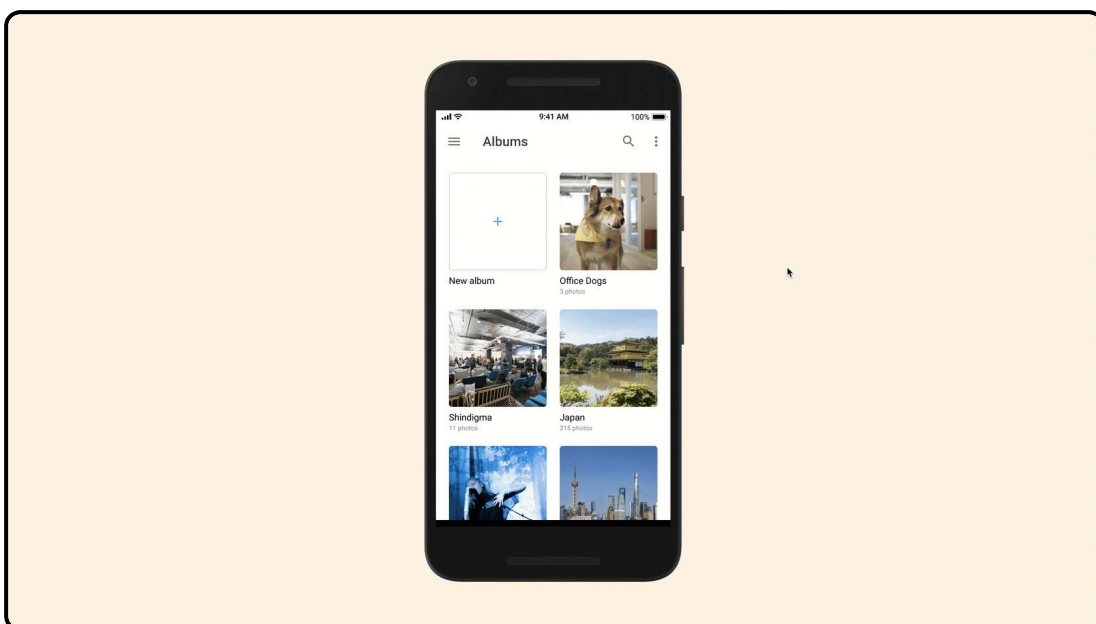 9:41 AM
100%
Albums
+
New album
Office Dogs
3 photos
Shindigma
11 photos
Japan
215 photos